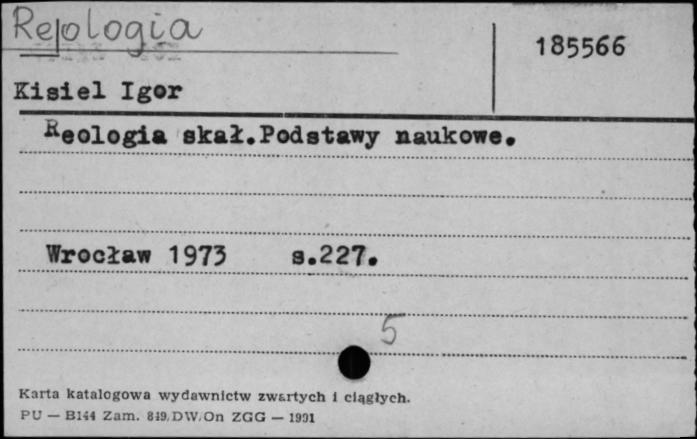 Reologia
185566
Kisiel Igor
Reologia skał.Podstawy naukowe.
Wrocław 1973 s.227.
5
Karta katalogowa wydawnictw zwartych i ciągłych.
PU — B144 Zam. 849/DW/On ZGG — 1991